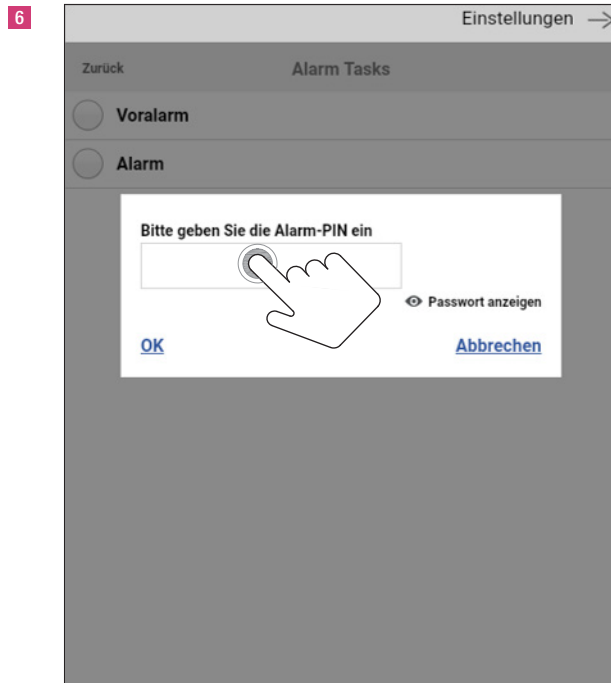 6
Einstellungen
Zurück Alarm Tasks
Voralarm
Alarm
Bitte geben Sie die Alarm-PIN ein
Passwort anzeigen
OK Abbrechen